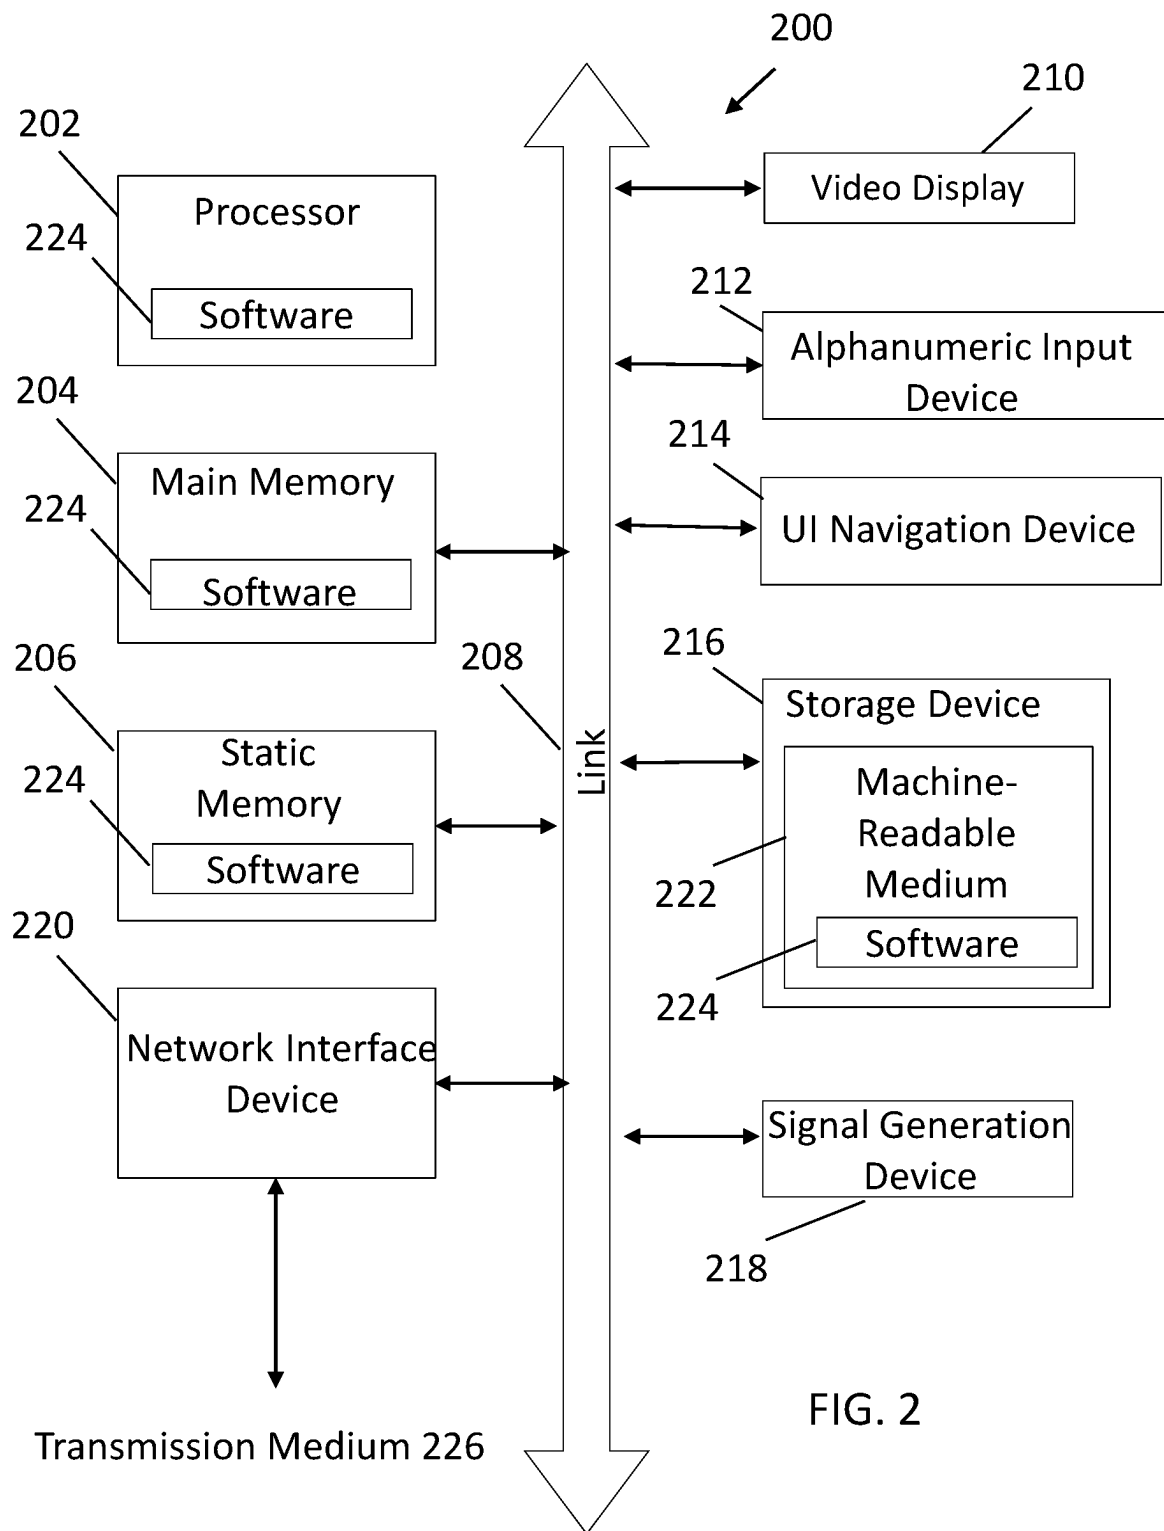 200
210
202
Processor
224
Software
Video Display
212
Alphanumeric Input
Device
204
Main Memory
224
Software
214
UI Navigation Device
206
Static
Memory
224
Software
208
Link
216
Storage Device
Machine-
Readable
Medium
222
Software
224
220
Network Interface
Device
Signal Generation
Device
218
Transmission Medium 226
FIG. 2